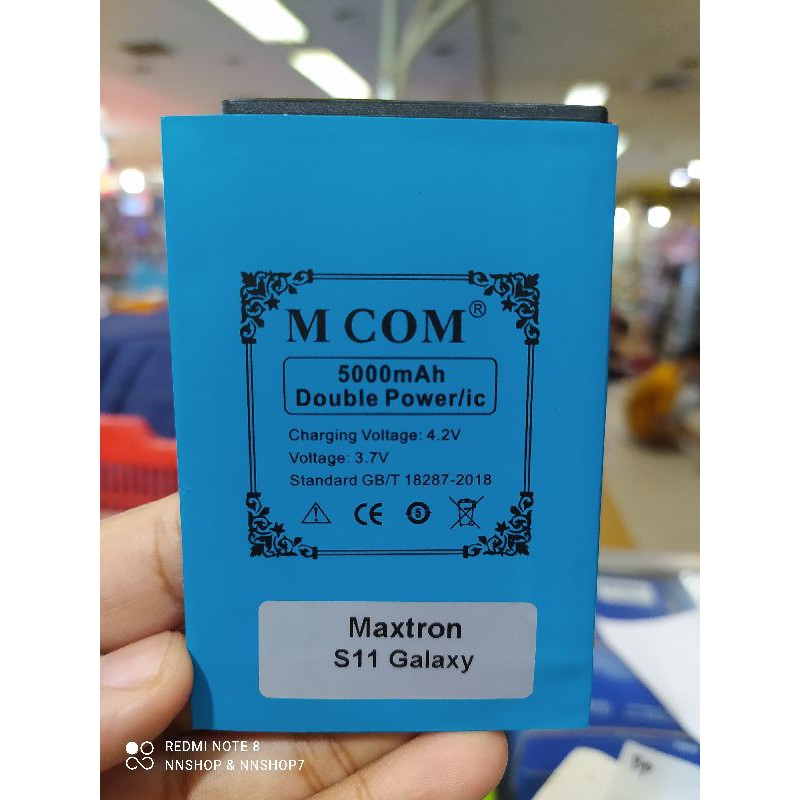 M COM®
5000mAh
Double Power/ic
Charging Voltage: 4.2V
Voltage: 3.7V
Standard GB/T 18287-2018
CE 5
Maxtron
S11 Galaxy
REDMI NOTE 8
NNSHOP & NNSHOP7